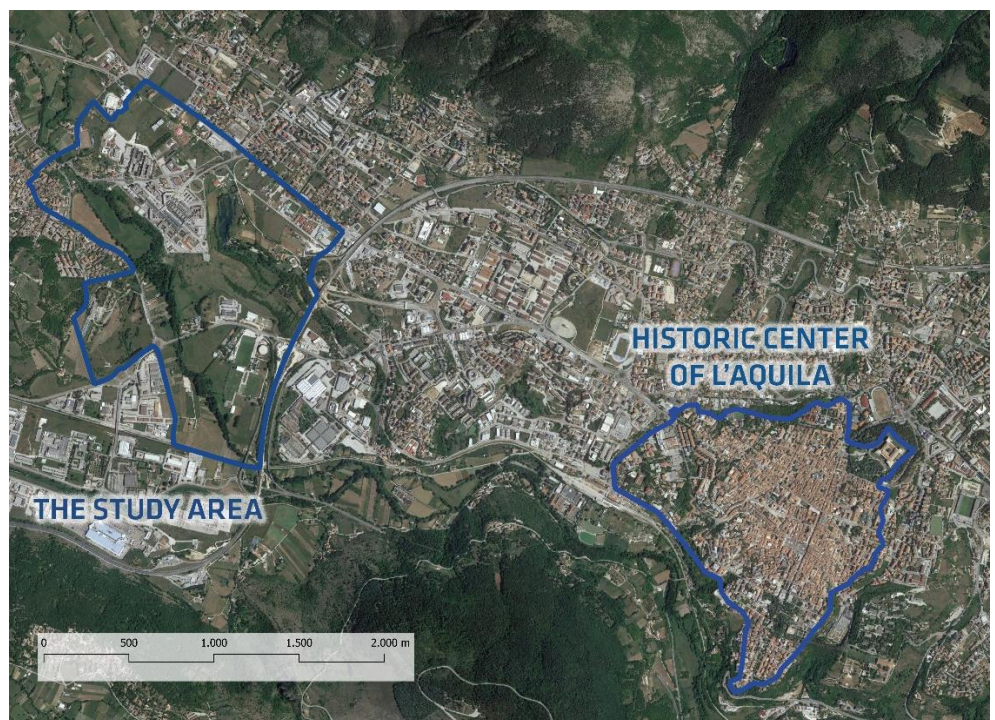 HISTORIC CENTER
OF L'AQUILA
THE STUDY AREA
0 500 1.000 1.500 2.000 m